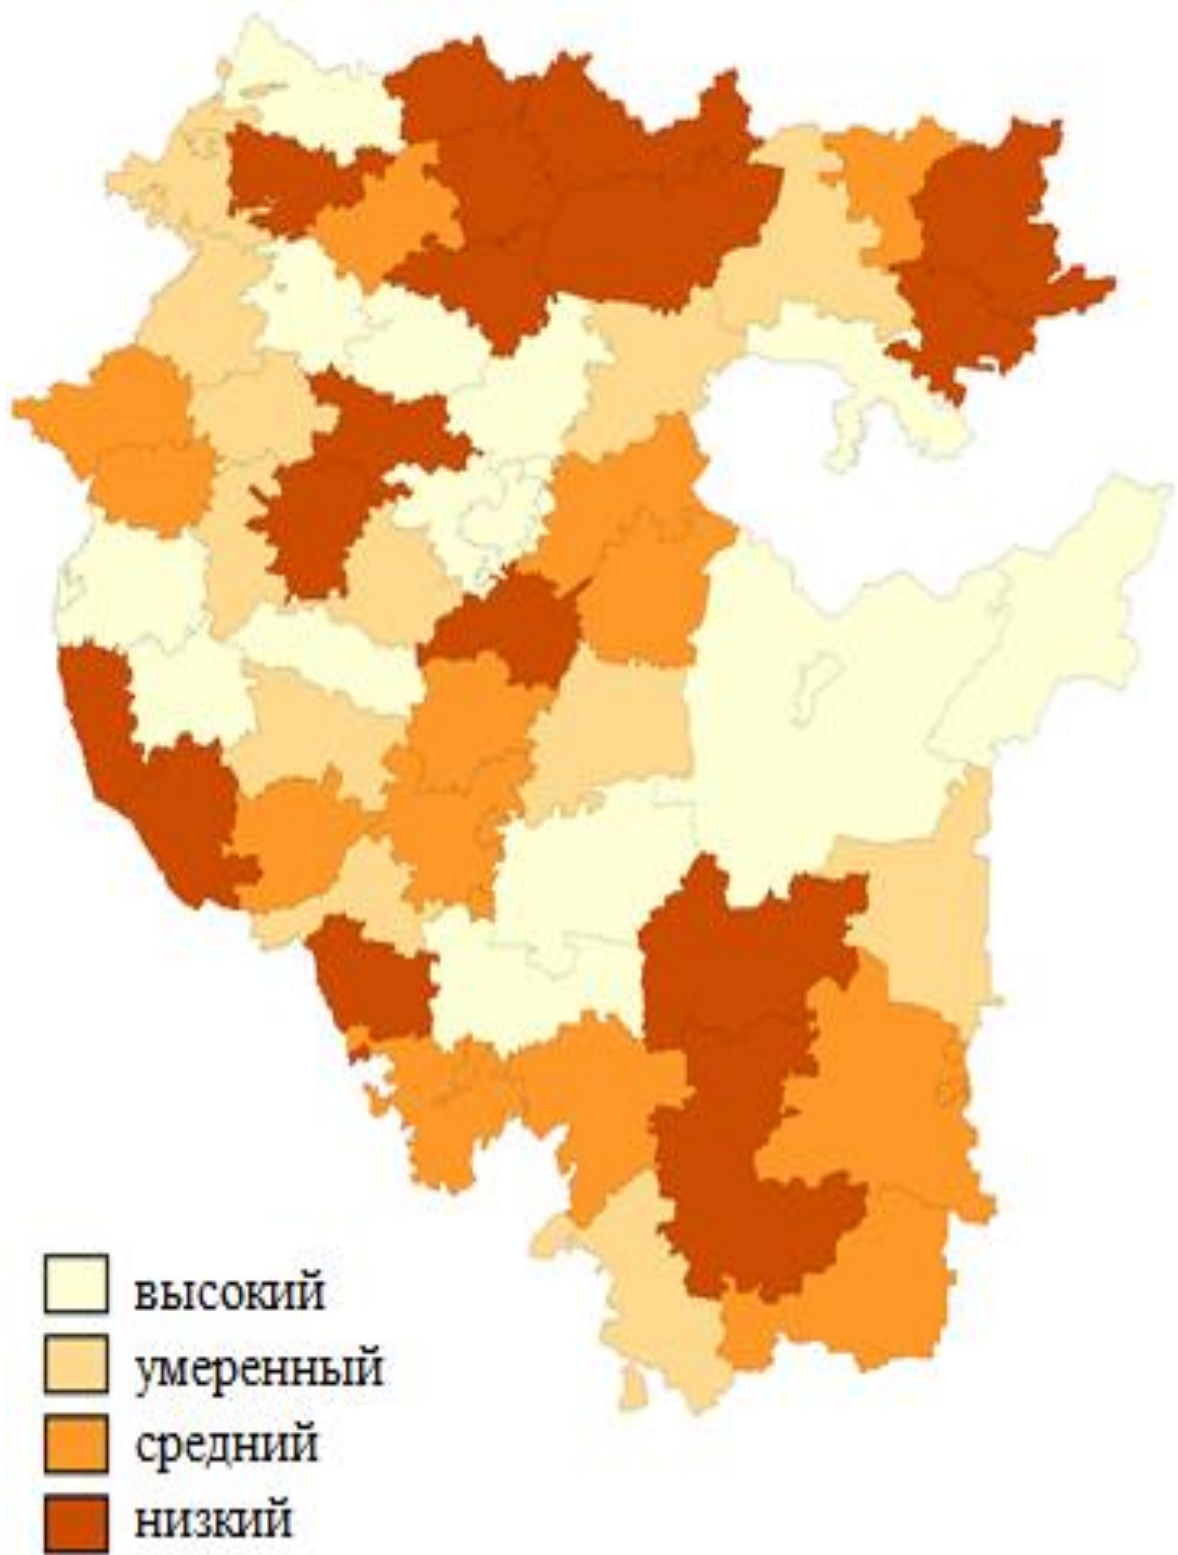 высокий
умеренный
средний
низкий